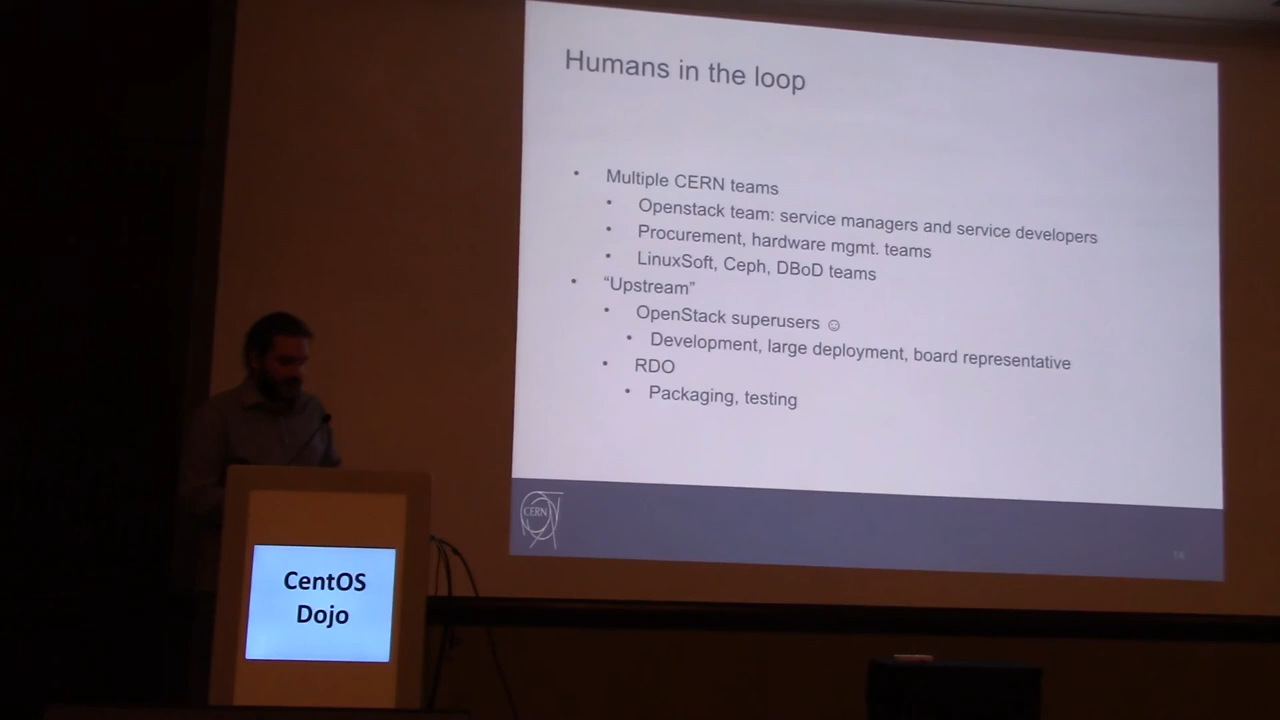 Humans in the loop
• Multiple CERN teams
• Openstack team: service managers and service developers
• Procurement, hardware mgmt. teams
• LinuxSoft, Ceph, DBoD teams
• “Upstream”
• OpenStack superusers ☺
• Development, large deployment, board representative
• RDO
• Packaging, testing
CERN
14
CentOS
Dojo